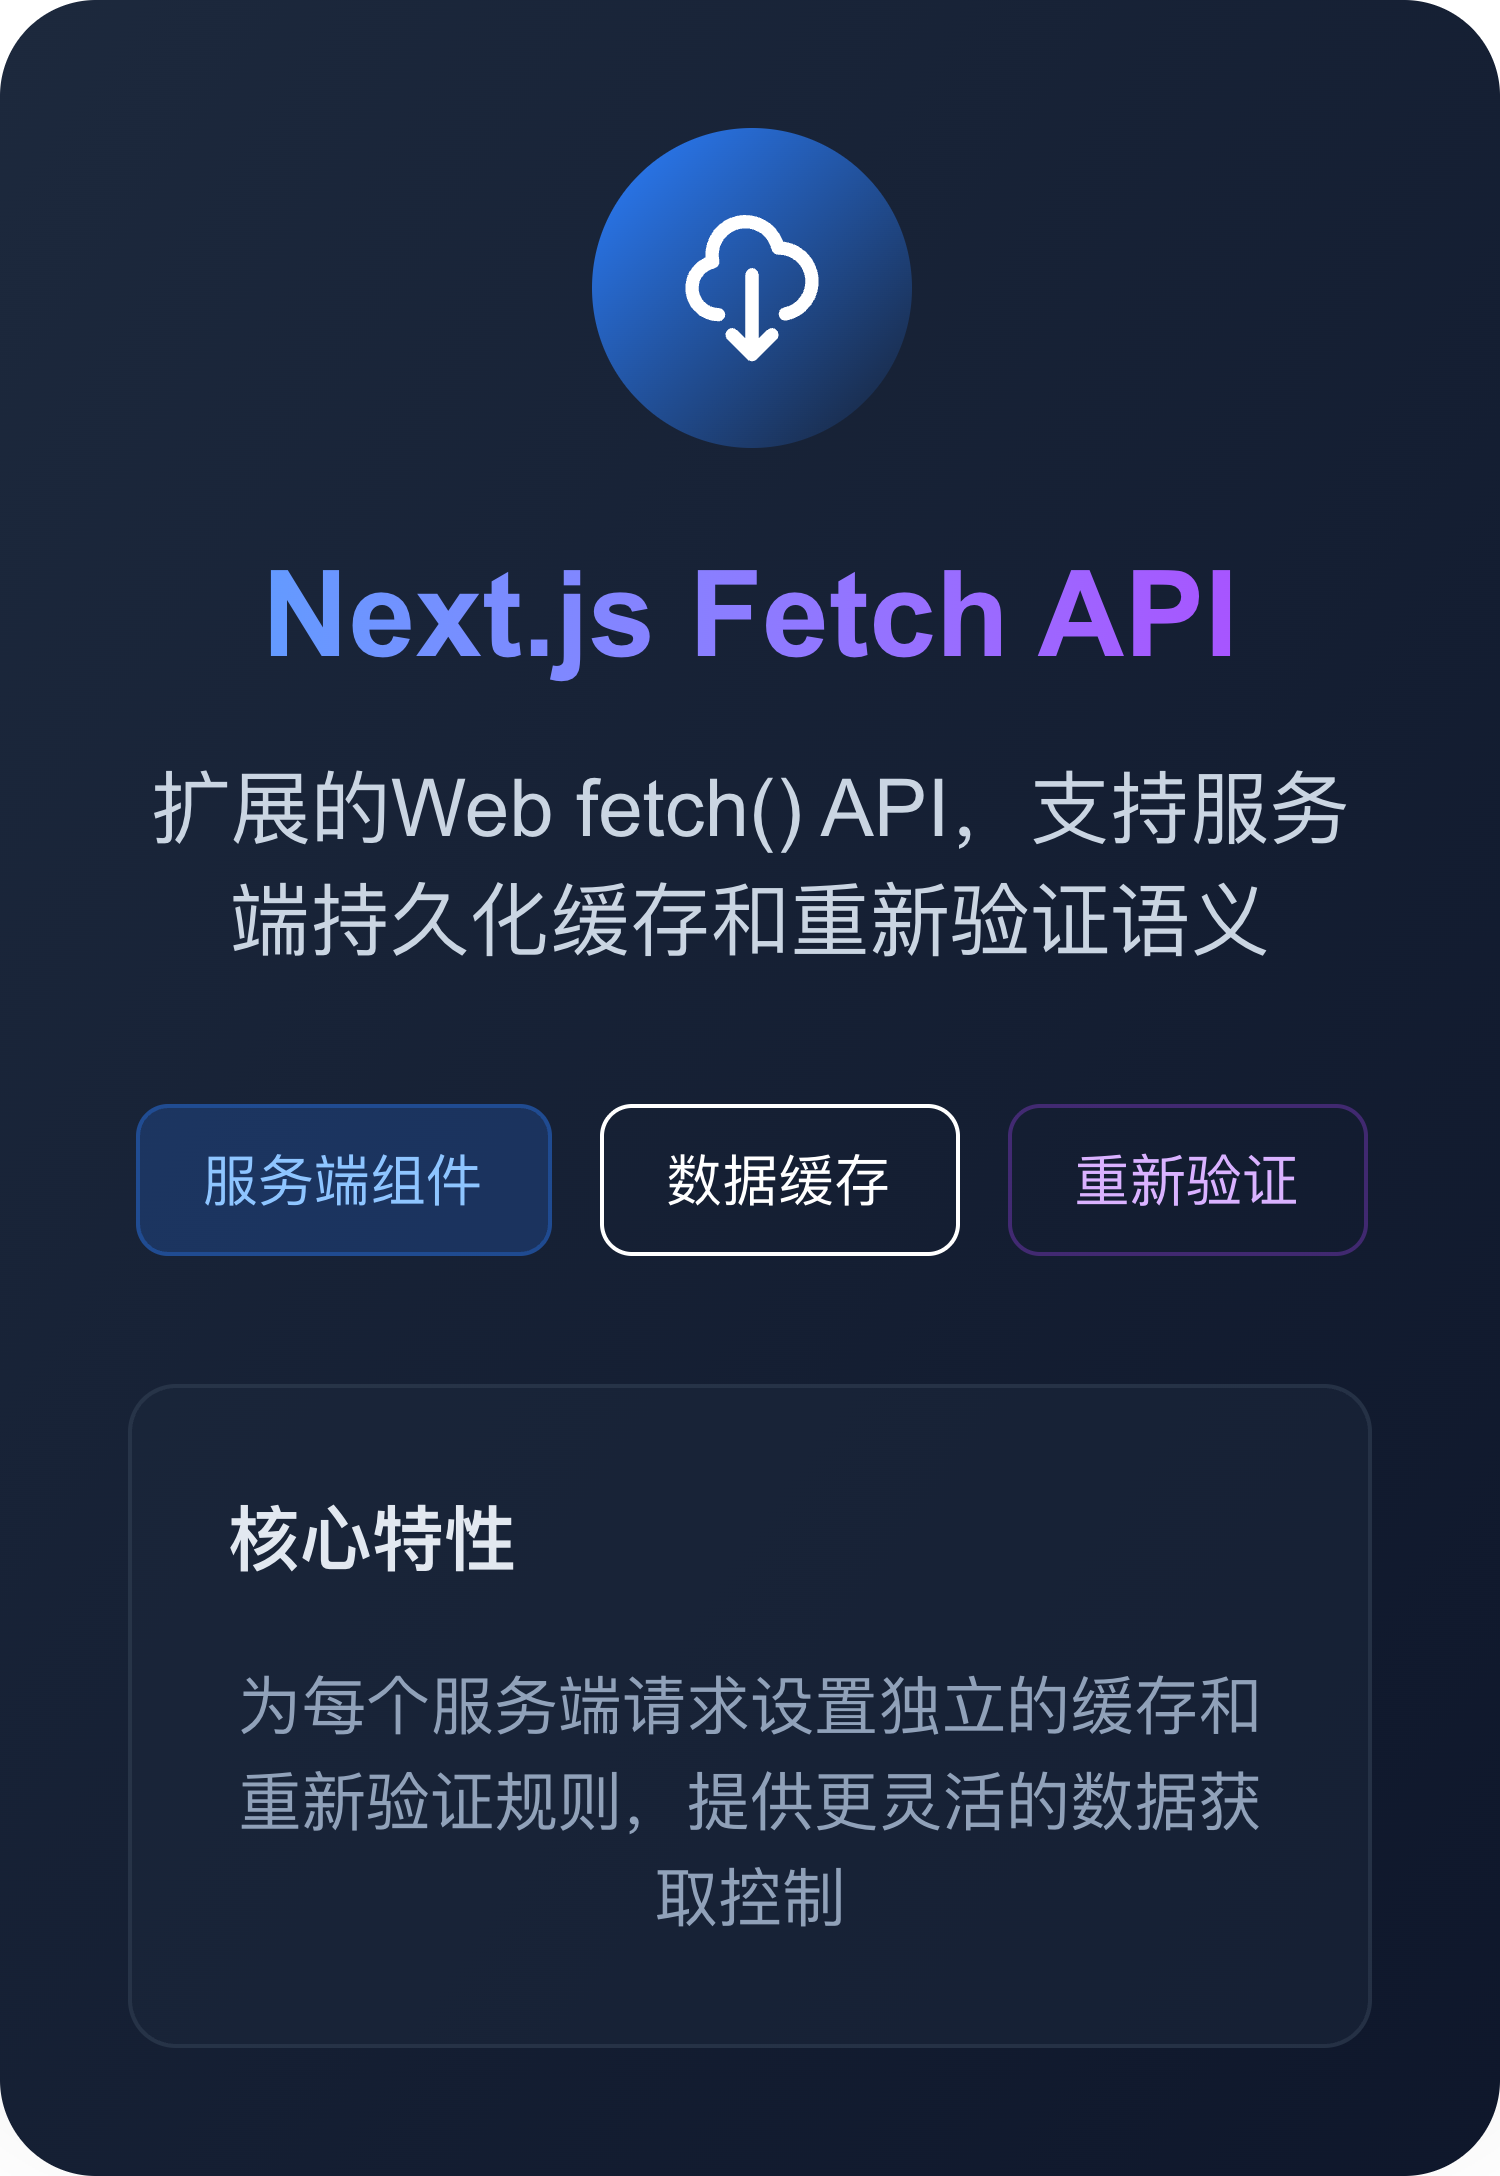 Next.js Fetch API
扩展的Web fetch() API，支持服务
端持久化缓存和重新验证语义
服务端组件
数据缓存
重新验证
核心特性
为每个服务端请求设置独立的缓存和
重新验证规则，提供更灵活的数据获
取控制